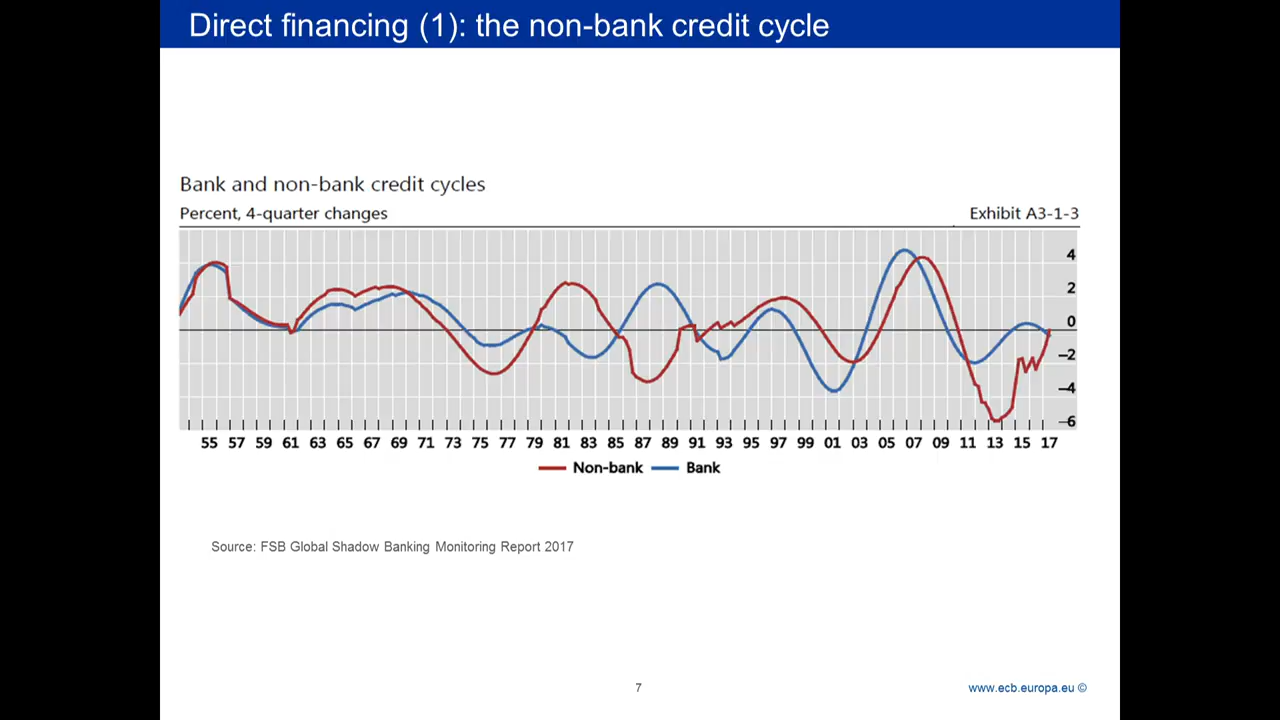 Direct financing (1): the non-bank credit cycle
Bank and non-bank credit cycles
Percent, 4-quarter changes
Exhibit A3-1-3
4
2
0
–2
–4
–6
55 57 59 61 63 65 67 69 71 73 75 77 79 81 83 85 87 89 91 93 95 97 99 01 03 05 07 09 11 13 15 17
Non-bank Bank
Source: FSB Global Shadow Banking Monitoring Report 2017
7
www.ecb.europa.eu ©